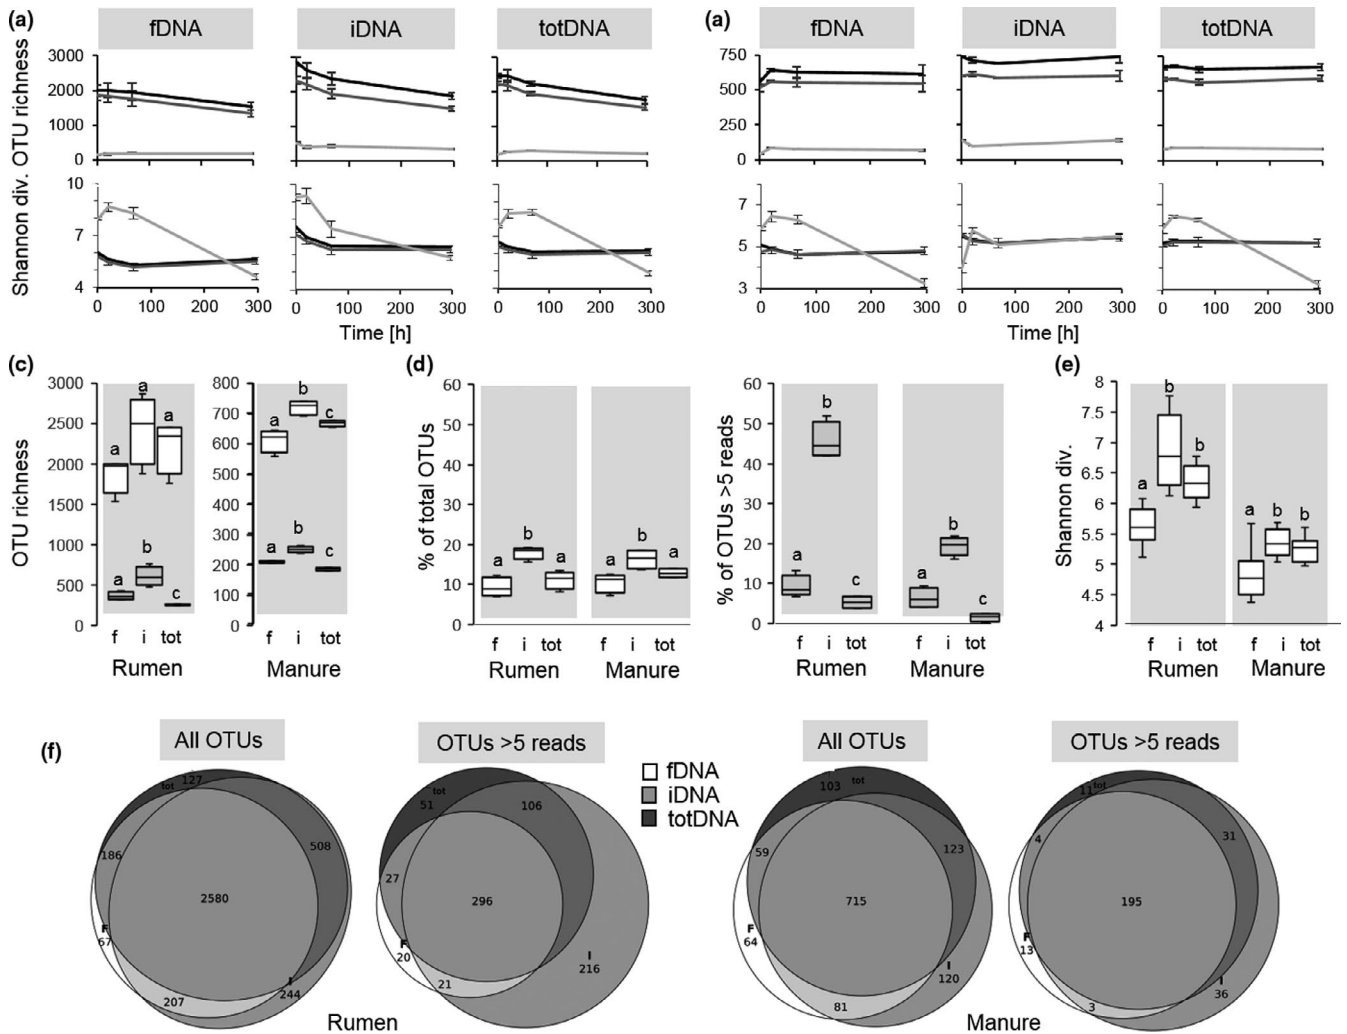 (a) fDNA iDNA totDNA (a) fDNA iDNA totDNA
OTU richness
3000 750
2000 500
1000 250
0 0
Shannon div.
10
7 7
5
4 3
0 100 200 300 0 100 200 300 0 100 200 300 0 100 200 300 0 100 200 300 0 100 200 300
Time [h] Time [h]
(c) (d) (e)
OTU richness
3000
2500
2000
1500
1000
500
0
a a a
a b c
f i tot
Rumen
800
700
600
500
400
300
200
100
0
a b c
a b c
f i tot
Manure
% of total OTUs
60
50
40
30
20
10
0
a b a a b a
f i tot f i tot
Rumen Manure
% of OTUs >5 reads
60
50
40
30
20
10
0
a b c a b c
f i tot f i tot
Rumen Manure
Shannon div.
8
7.5
7
6.5
6
5.5
5
4.5
4
a b b a b b
f i tot f i tot
Rumen Manure
(f) All OTUs OTUs >5 reads All OTUs OTUs >5 reads
fDNA
iDNA
totDNA
127
tot
186
508
2580
F
67
I
244
207
tot
51
106
27
296
F
20
I
216
21
Rumen
103 tot
59
123
715
F
64
I
120
81
11 tot
4
31
195
F
13
I
36
3
Manure